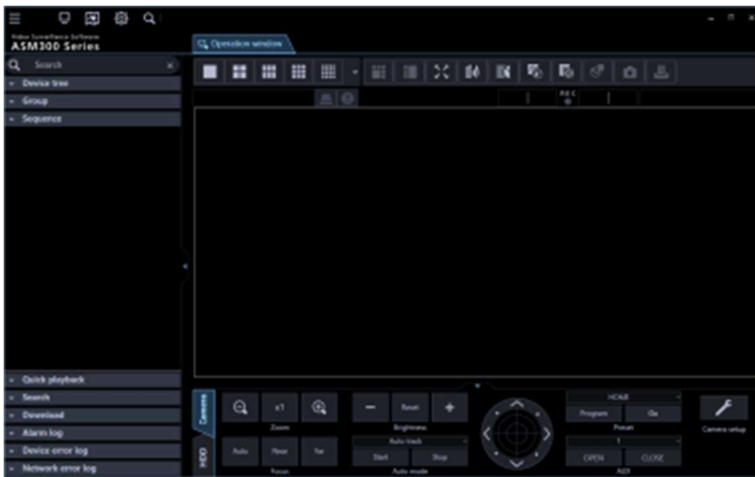 Video Surveillance Software
ASM300 Series
Operation window
Search
Device tree
Group
Sequence
REC
Quick playback
Search
Download
Alarm log
Device error log
Network error log
Camera
HDD
x1
Zoom
Auto
Near
Far
Focus
Reset
Brightness
Auto track
Start
Stop
Auto mode
HOME
Program
Go
Preset
1
OPEN
CLOSE
AUX
Camera setup